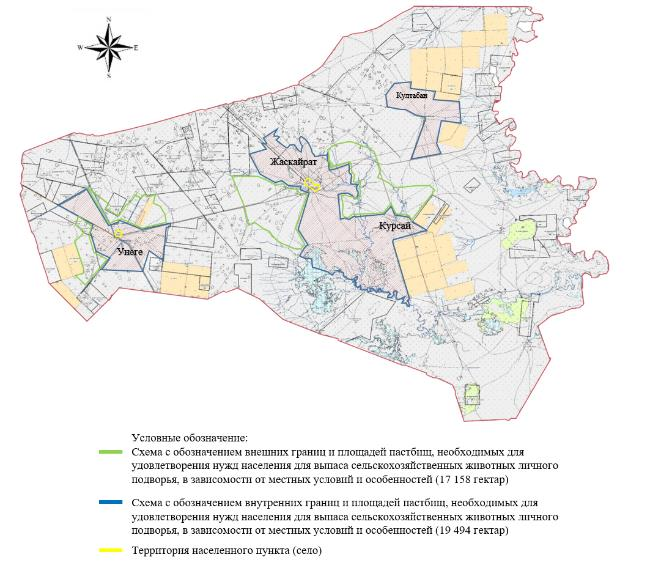 N
W
E
S
Култабан
Жаскайрат
Курсай
Унеге
Условные обозначение:
Схема с обозначением внешних границ и площадей пастбищ, необходимых для
удовлетворения нужд населения для выпаса сельскохозяйственных животных личного
подворья, в зависимости от местных условий и особенностей (17 158 гектар)
Схема с обозначением внутренних границ и площадей пастбищ, необходимых для
удовлетворения нужд населения для выпаса сельскохозяйственных животных личного
подворья, в зависимости от местных условий и особенностей (19 494 гектар)
Территория населенного пункта (село)